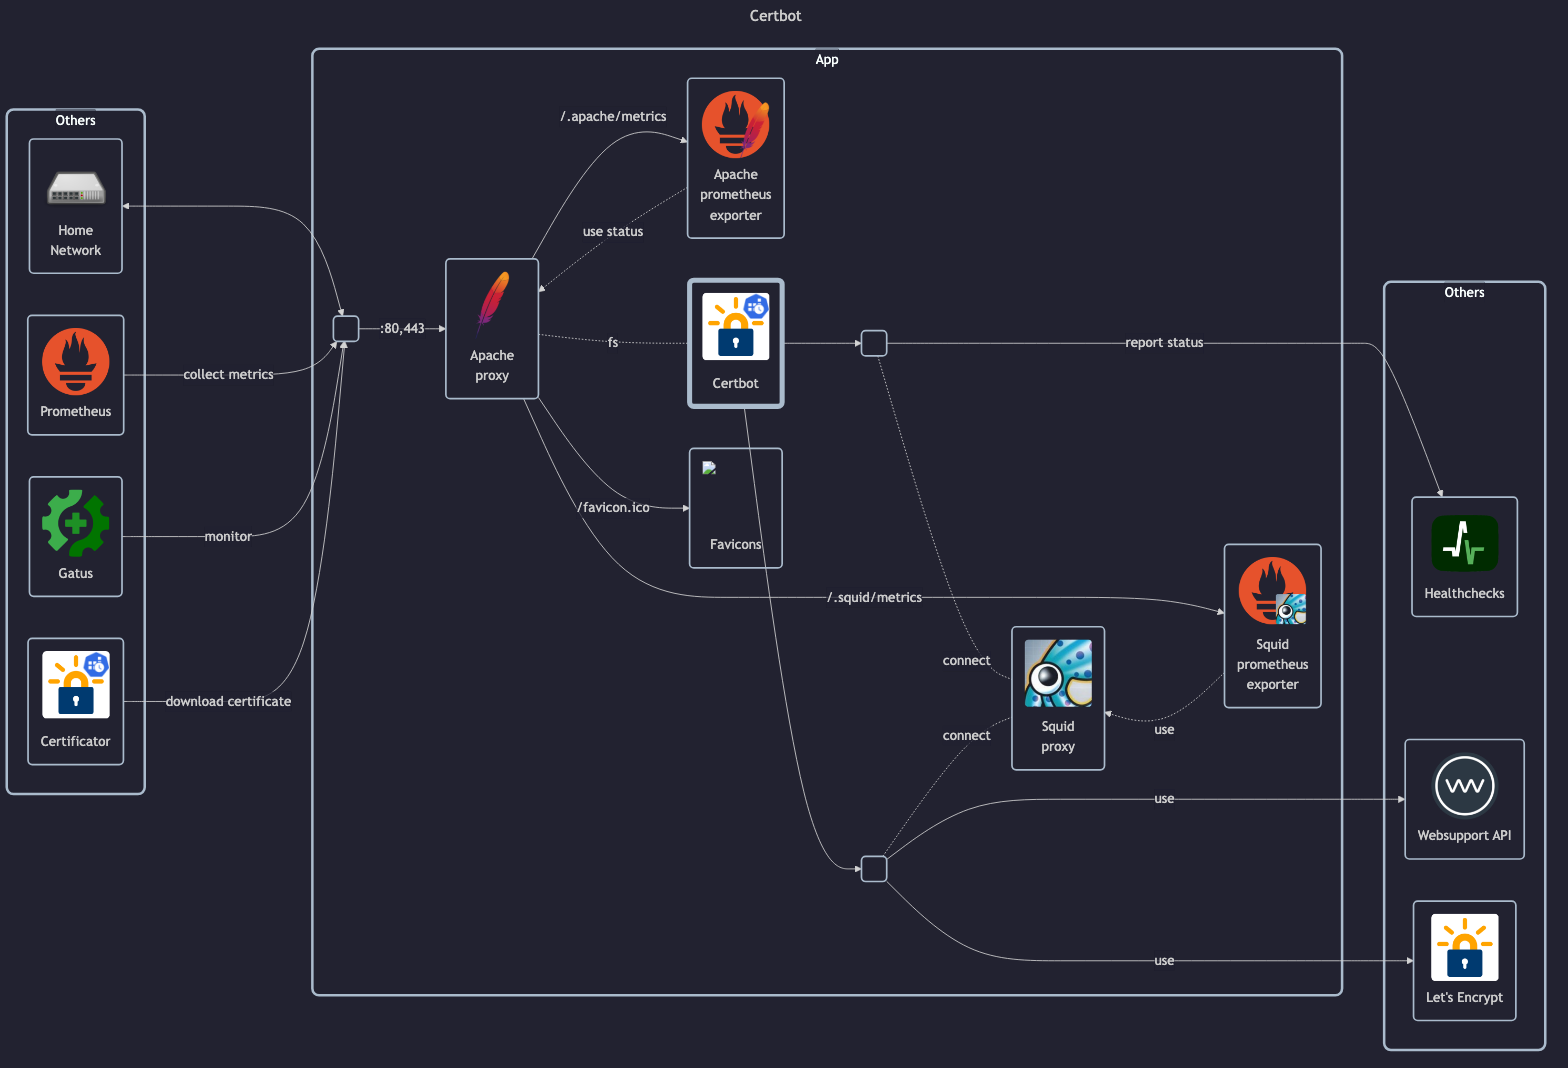 Certbot
App
Others
Home
Network
Prometheus
collect metrics
Gatus
monitor
Certificator
download certificate
:80,443
Apache
proxy
/.apache/metrics
use status
Apache
prometheus
exporter
fs
Certbot
/favicon.ico
Favicons
/.squid/metrics
report status
connect
connect
Squid
proxy
use
Squid
prometheus
exporter
use
use
Others
Healthchecks
Websupport API
Let's Encrypt